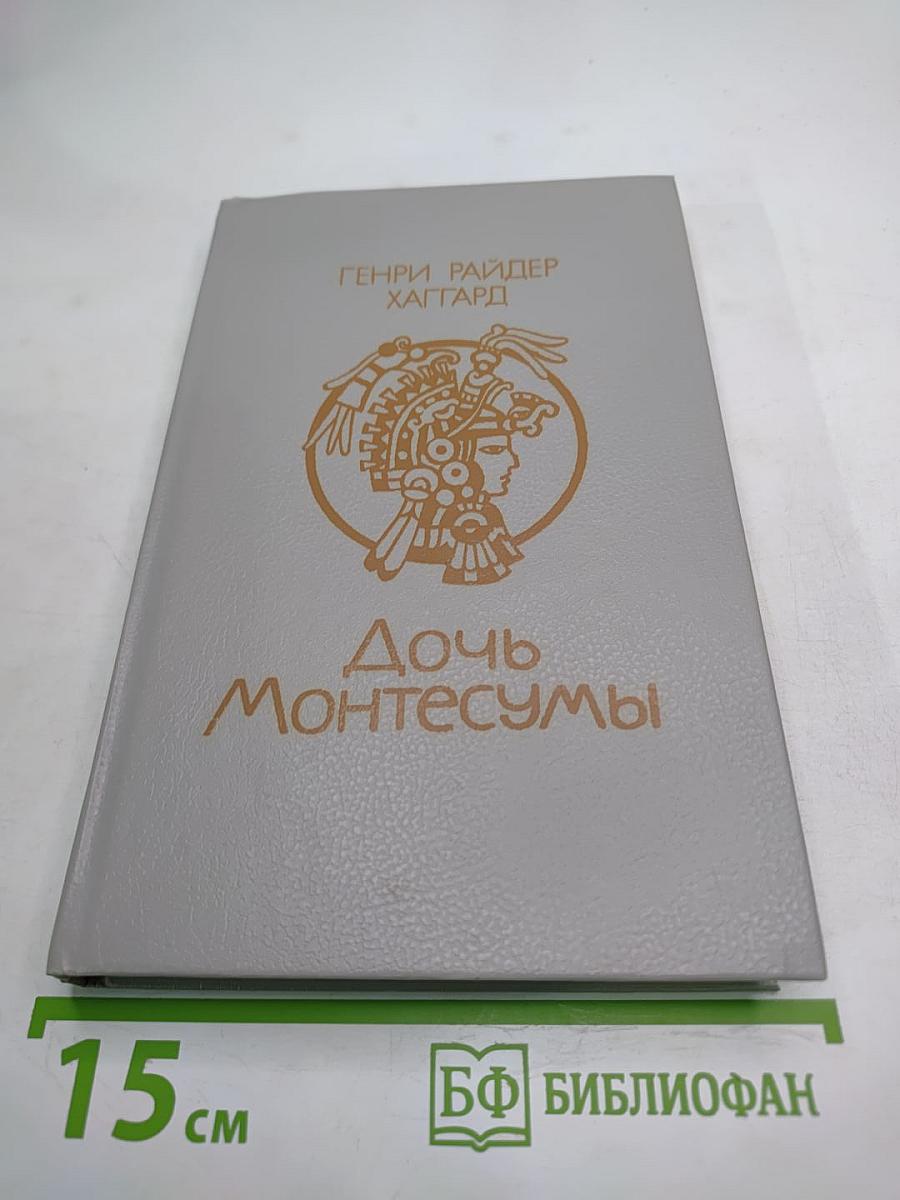 ГЕНРИ РАЙДЕР
ХАГГАРД
Дочь
Монтесумы
15 см
БФ БИБЛИОФАН